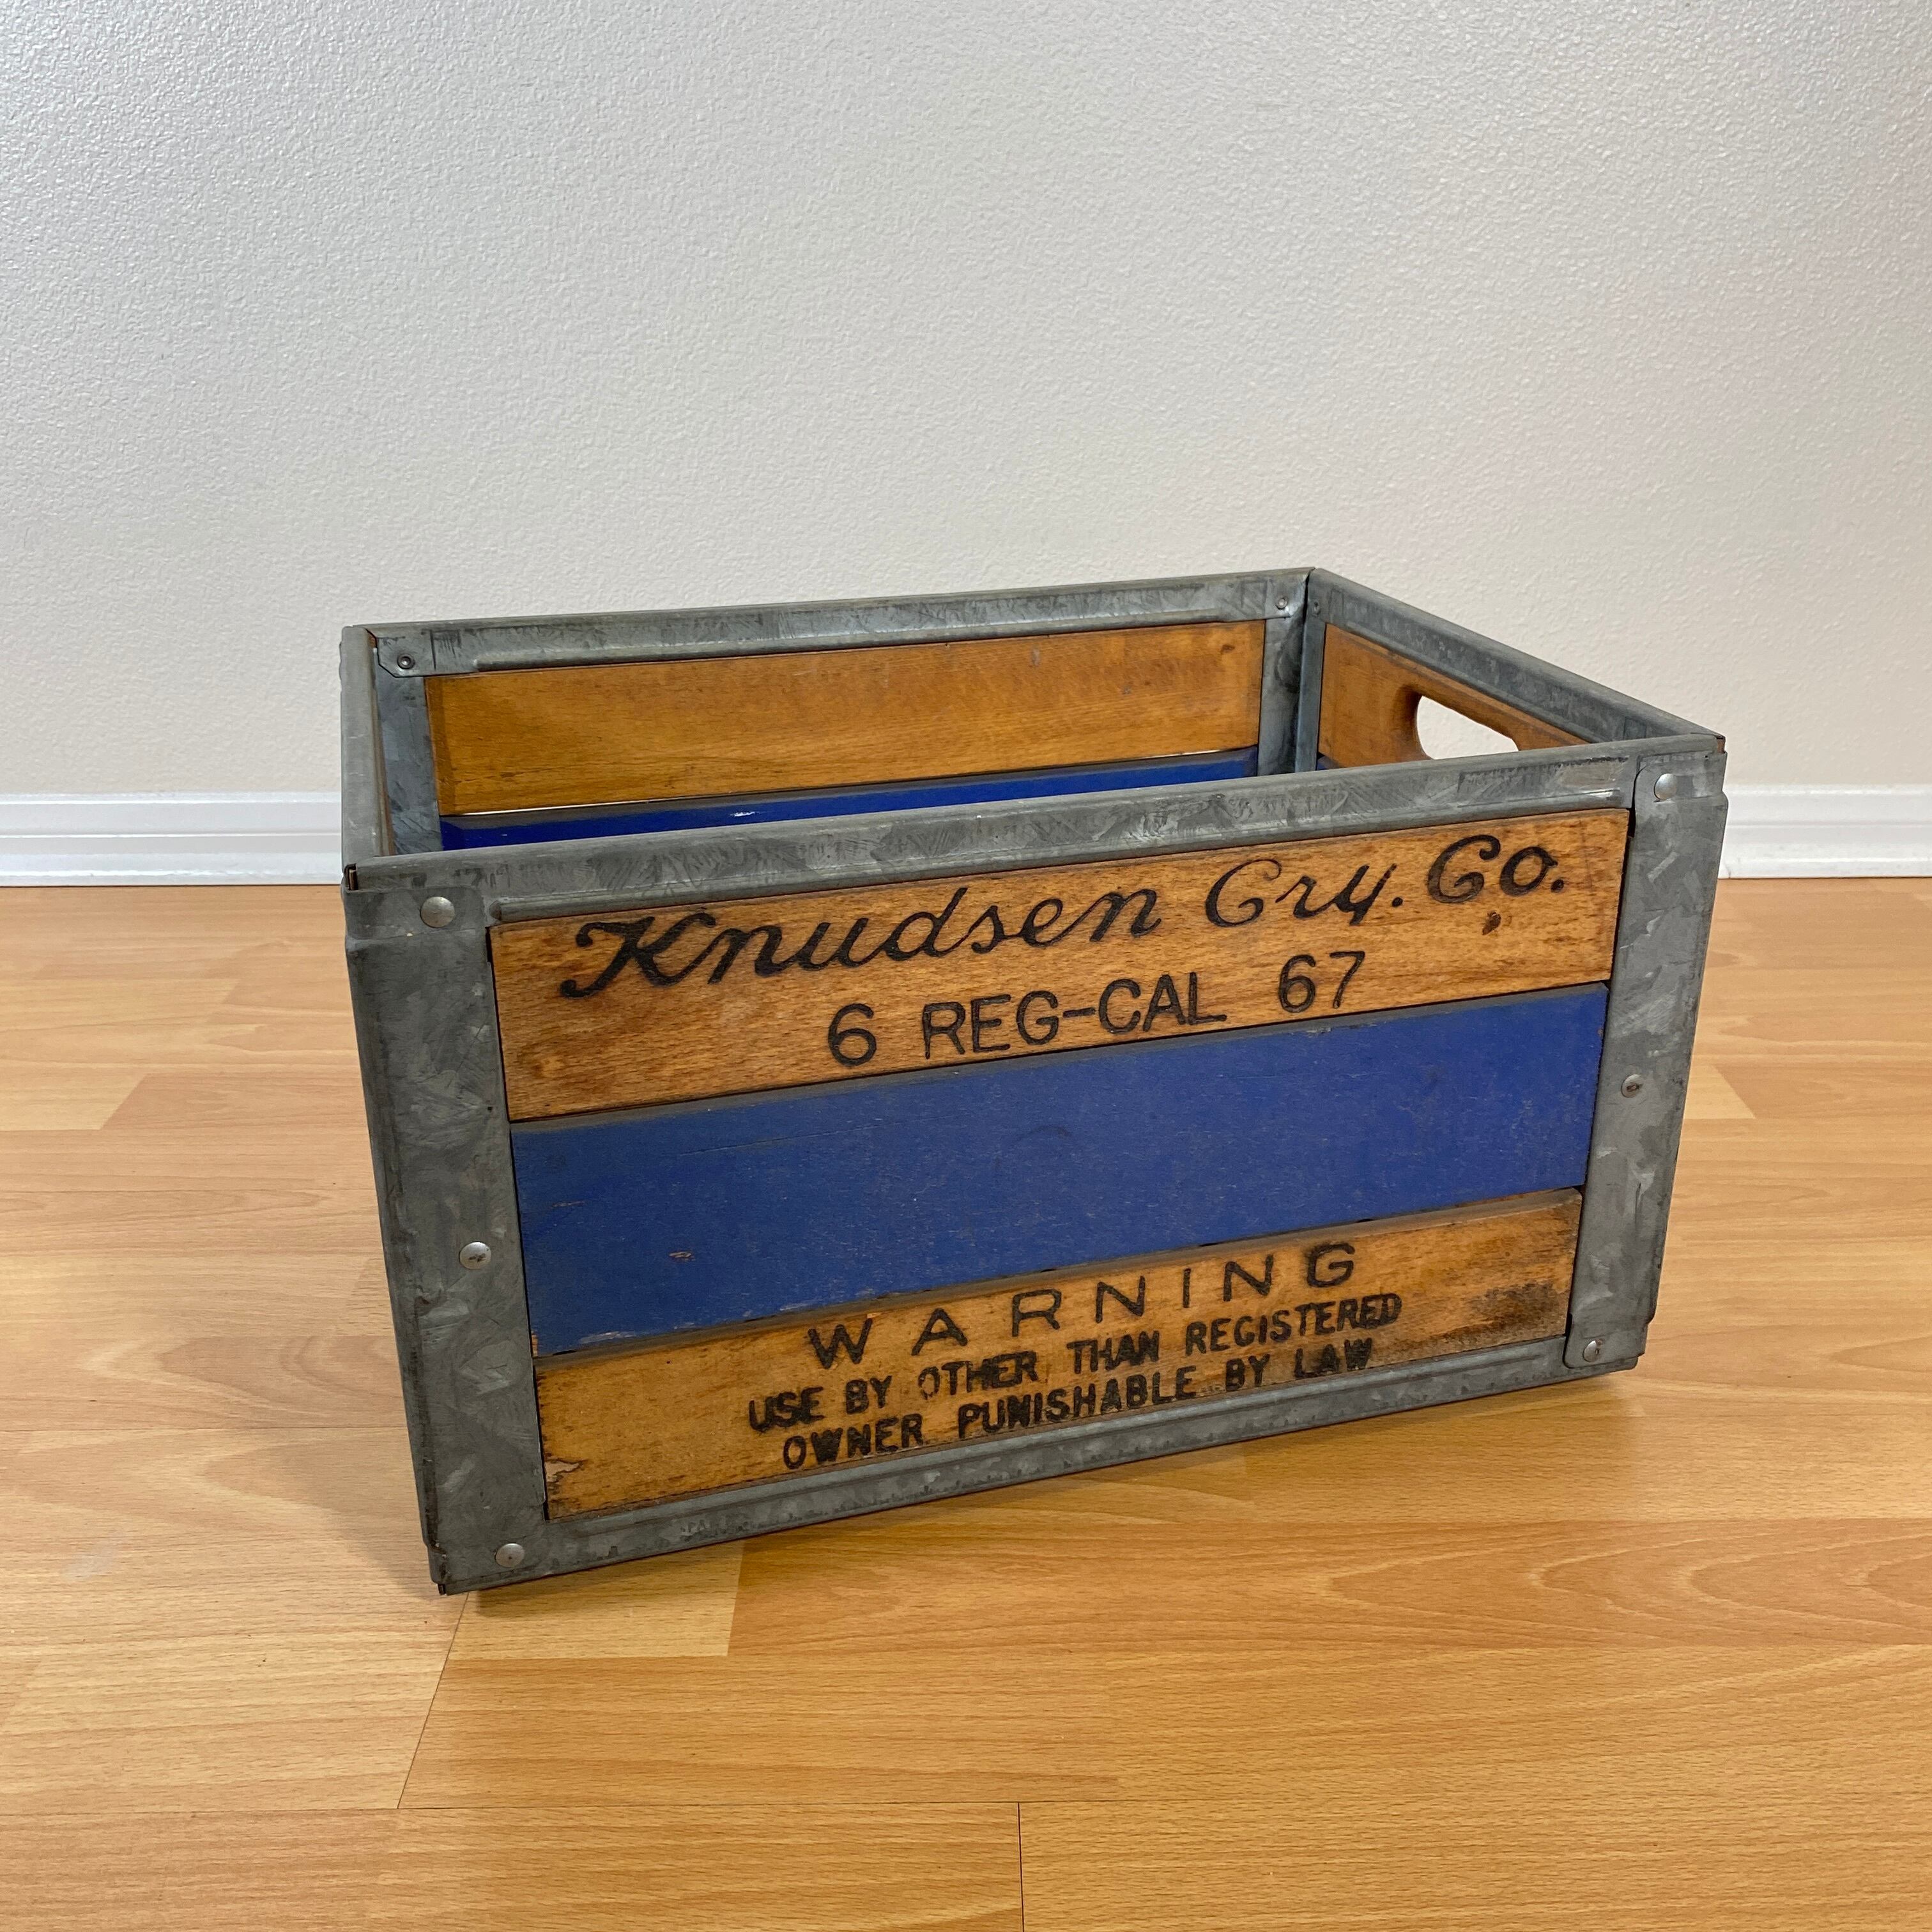 Knudsen Cry. Co.
6 REG-CAL 67
WARNING
USE BY OTHER THAN REGISTERED
OWNER PUNISHABLE BY LAW